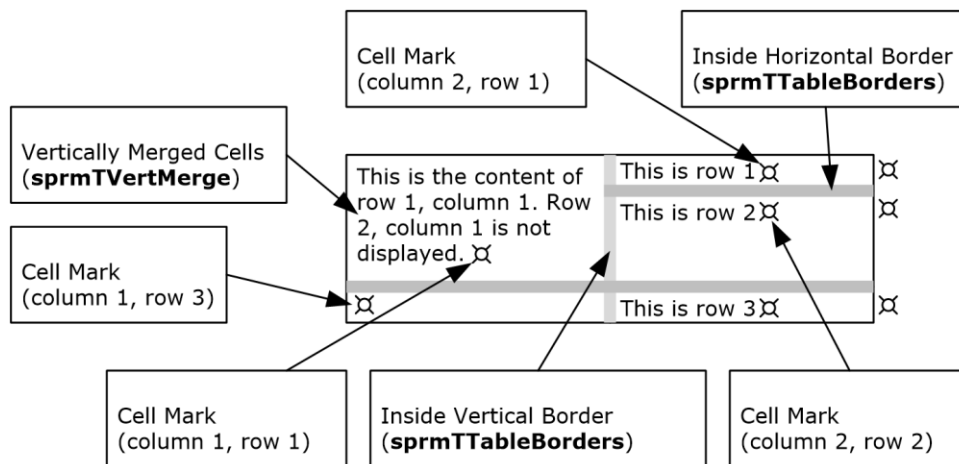 Cell Mark
(column 2, row 1)
Inside Horizontal Border
(sprmTTableBorders)
Vertically Merged Cells
(sprmTVertMerge)
This is the content of
row 1, column 1. Row
2, column 1 is not
displayed.
This is row 1
This is row 2
This is row 3
Cell Mark
(column 1, row 3)
Cell Mark
(column 1, row 1)
Inside Vertical Border
(sprmTTableBorders)
Cell Mark
(column 2, row 2)